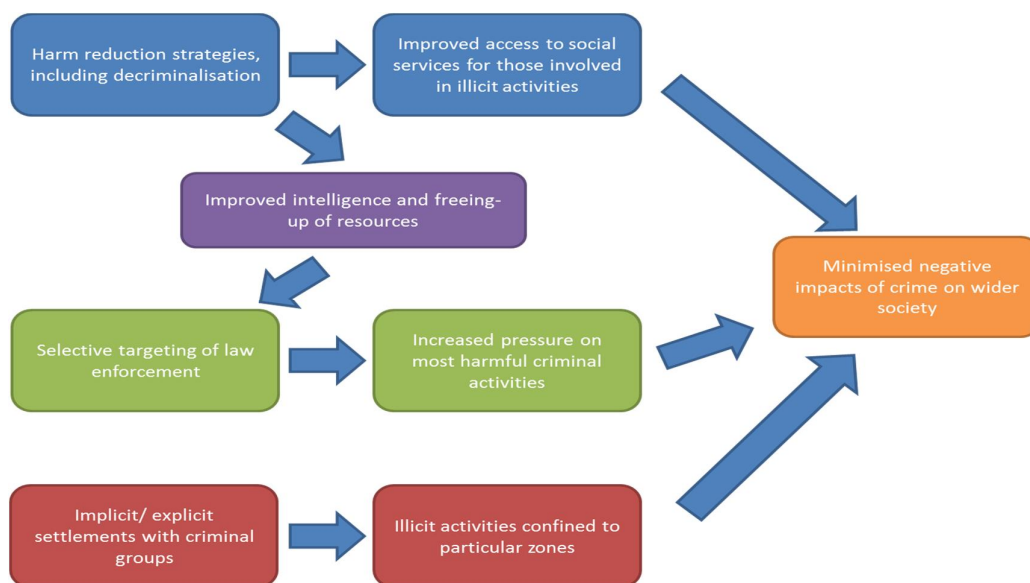 Harm reduction strategies,
including decriminalisation
Improved access to social
services for those involved
in illicit activities
Improved intelligence and freeing-
up of resources
Minimised negative
impacts of crime on wider
society
Selective targeting of law
enforcement
Increased pressure on
most harmful criminal
activities
Implicit/ explicit
settlements with criminal
groups
Illicit activities confined to
particular zones